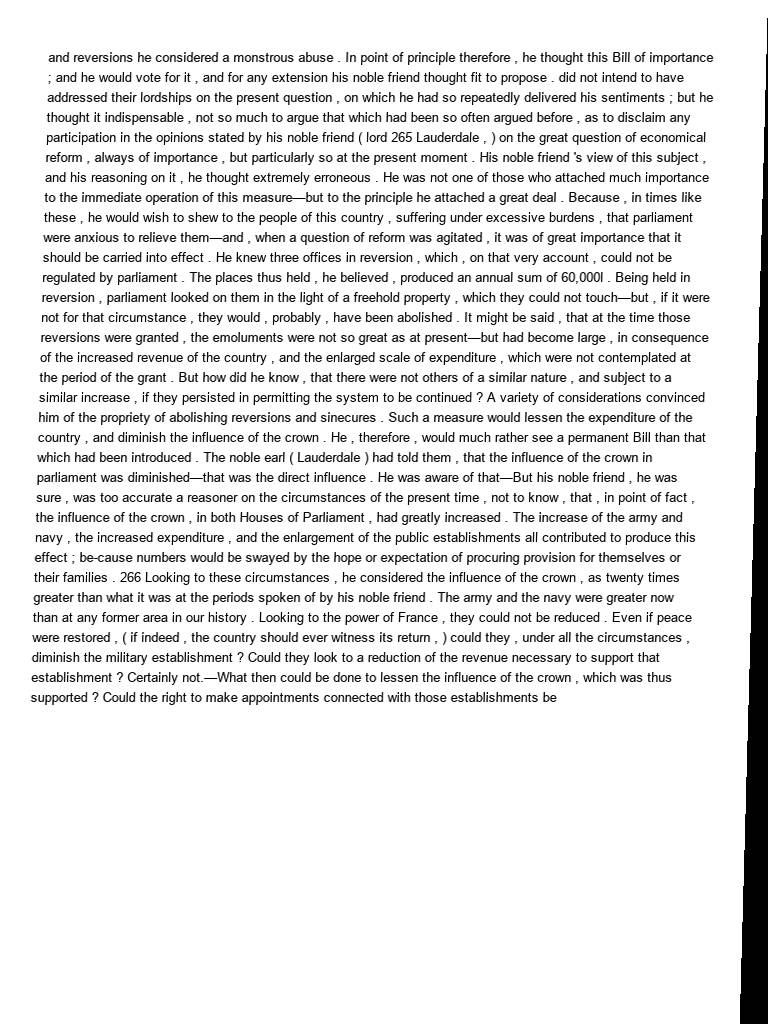 and reversions he considered a monstrous abuse . In point of principle therefore , he thought this Bill of importance
; and he would vote for it , and for any extension his noble friend thought fit to propose . did not intend to have
addressed their lordships on the present question , on which he had so repeatedly delivered his sentiments ; but he
thought it indispensable , not so much to argue that which had been so often argued before , as to disclaim any
participation in the opinions stated by his noble friend ( lord 265 Lauderdale , ) on the great question of economical
reform , always of importance , but particularly so at the present moment . His noble friend 's view of this subject ,
and his reasoning on it , he thought extremely erroneous . He was not one of those who attached much importance
to the immediate operation of this measure—but to the principle he attached a great deal . Because , in times like
these , he would wish to shew to the people of this country , suffering under excessive burdens , that parliament
were anxious to relieve them—and , when a question of reform was agitated , it was of great importance that it
should be carried into effect . He knew three offices in reversion , which , on that very account , could not be
regulated by parliament . The places thus held , he believed , produced an annual sum of 60,000l . Being held in
reversion , parliament looked on them in the light of a freehold property , which they could not touch—but , if it were
not for that circumstance , they would , probably , have been abolished . It might be said , that at the time those
reversions were granted , the emoluments were not so great as at present—but had become large , in consequence
of the increased revenue of the country , and the enlarged scale of expenditure , which were not contemplated at
the period of the grant . But how did he know , that there were not others of a similar nature , and subject to a
similar increase , if they persisted in permitting the system to be continued ? A variety of considerations convinced
him of the propriety of abolishing reversions and sinecures . Such a measure would lessen the expenditure of the
country , and diminish the influence of the crown . He , therefore , would much rather see a permanent Bill than that
which had been introduced . The noble earl ( Lauderdale ) had told them , that the influence of the crown in
parliament was diminished—that was the direct influence . He was aware of that—But his noble friend , he was
sure , was too accurate a reasoner on the circumstances of the present time , not to know , that , in point of fact ,
the influence of the crown , in both Houses of Parliament , had greatly increased . The increase of the army and
navy , the increased expenditure , and the enlargement of the public establishments all contributed to produce this
effect ; be-cause numbers would be swayed by the hope or expectation of procuring provision for themselves or
their families . 266 Looking to these circumstances , he considered the influence of the crown , as twenty times
greater than what it was at the periods spoken of by his noble friend . The army and the navy were greater now
than at any former area in our history . Looking to the power of France , they could not be reduced . Even if peace
were restored , ( if indeed , the country should ever witness its return , ) could they , under all the circumstances ,
diminish the military establishment ? Could they look to a reduction of the revenue necessary to support that
establishment ? Certainly not.—What then could be done to lessen the influence of the crown , which was thus
supported ? Could the right to make appointments connected with those establishments be